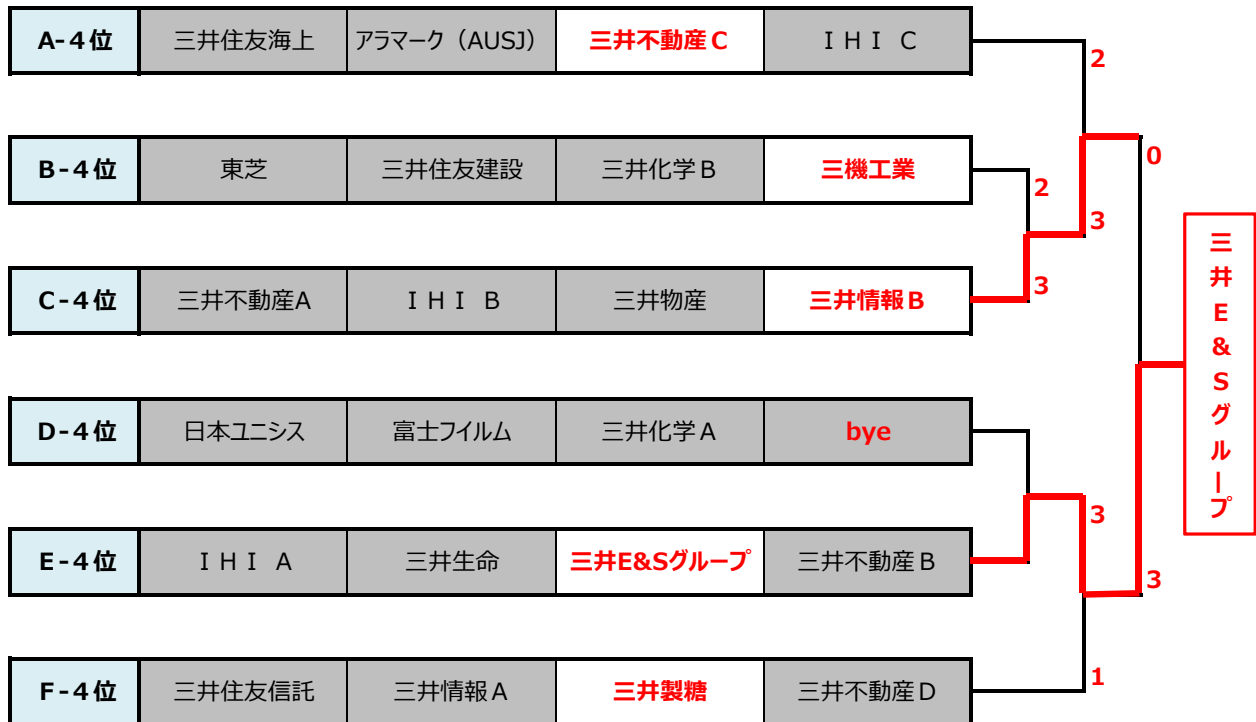 A-4位 三井住友海上 アラマーク（AUSJ） 三井不動産C ＩＨＩ Ｃ
2
0
B-4位 東芝 三井住友建設 三井化学B 三機工業
2
3
C-4位 三井不動産A ＩＨＩ Ｂ 三井物産 三井情報B
3
三井E&Sグループ
D-4位 日本ユニシス 富士フイルム 三井化学A bye
3
E-4位 ＩＨＩ Ａ 三井生命 三井E&Sグループ 三井不動産B
3
F-4位 三井住友信託 三井情報A 三井製糖 三井不動産D
1